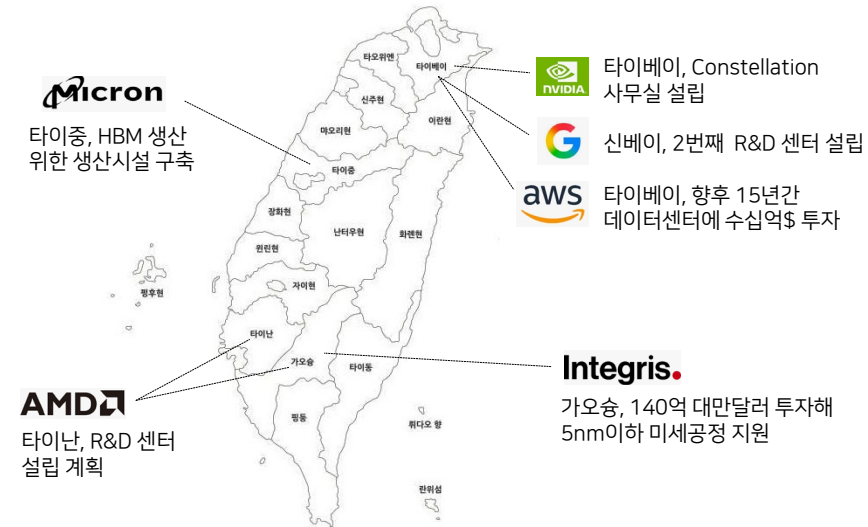 타오위엔
타이베이
신주현
이란현
먀오리현
타이중
장화현
난터우현
화롄현
윈린현
펑후현
자이현
타이난
가오슝
타이동
핑둥
뤼다오 향
란위섬
Micron
타이중, HBM 생산
위한 생산시설 구축
NVIDIA
타이베이, Constellation
사무실 설립
G
신베이, 2번째 R&D 센터 설립
aws
타이베이, 향후 15년간
데이터센터에 수십억$ 투자
AMD
타이난, R&D 센터
설립 계획
Integris.
가오슝, 140억 대만달러 투자해
5nm이하 미세공정 지원